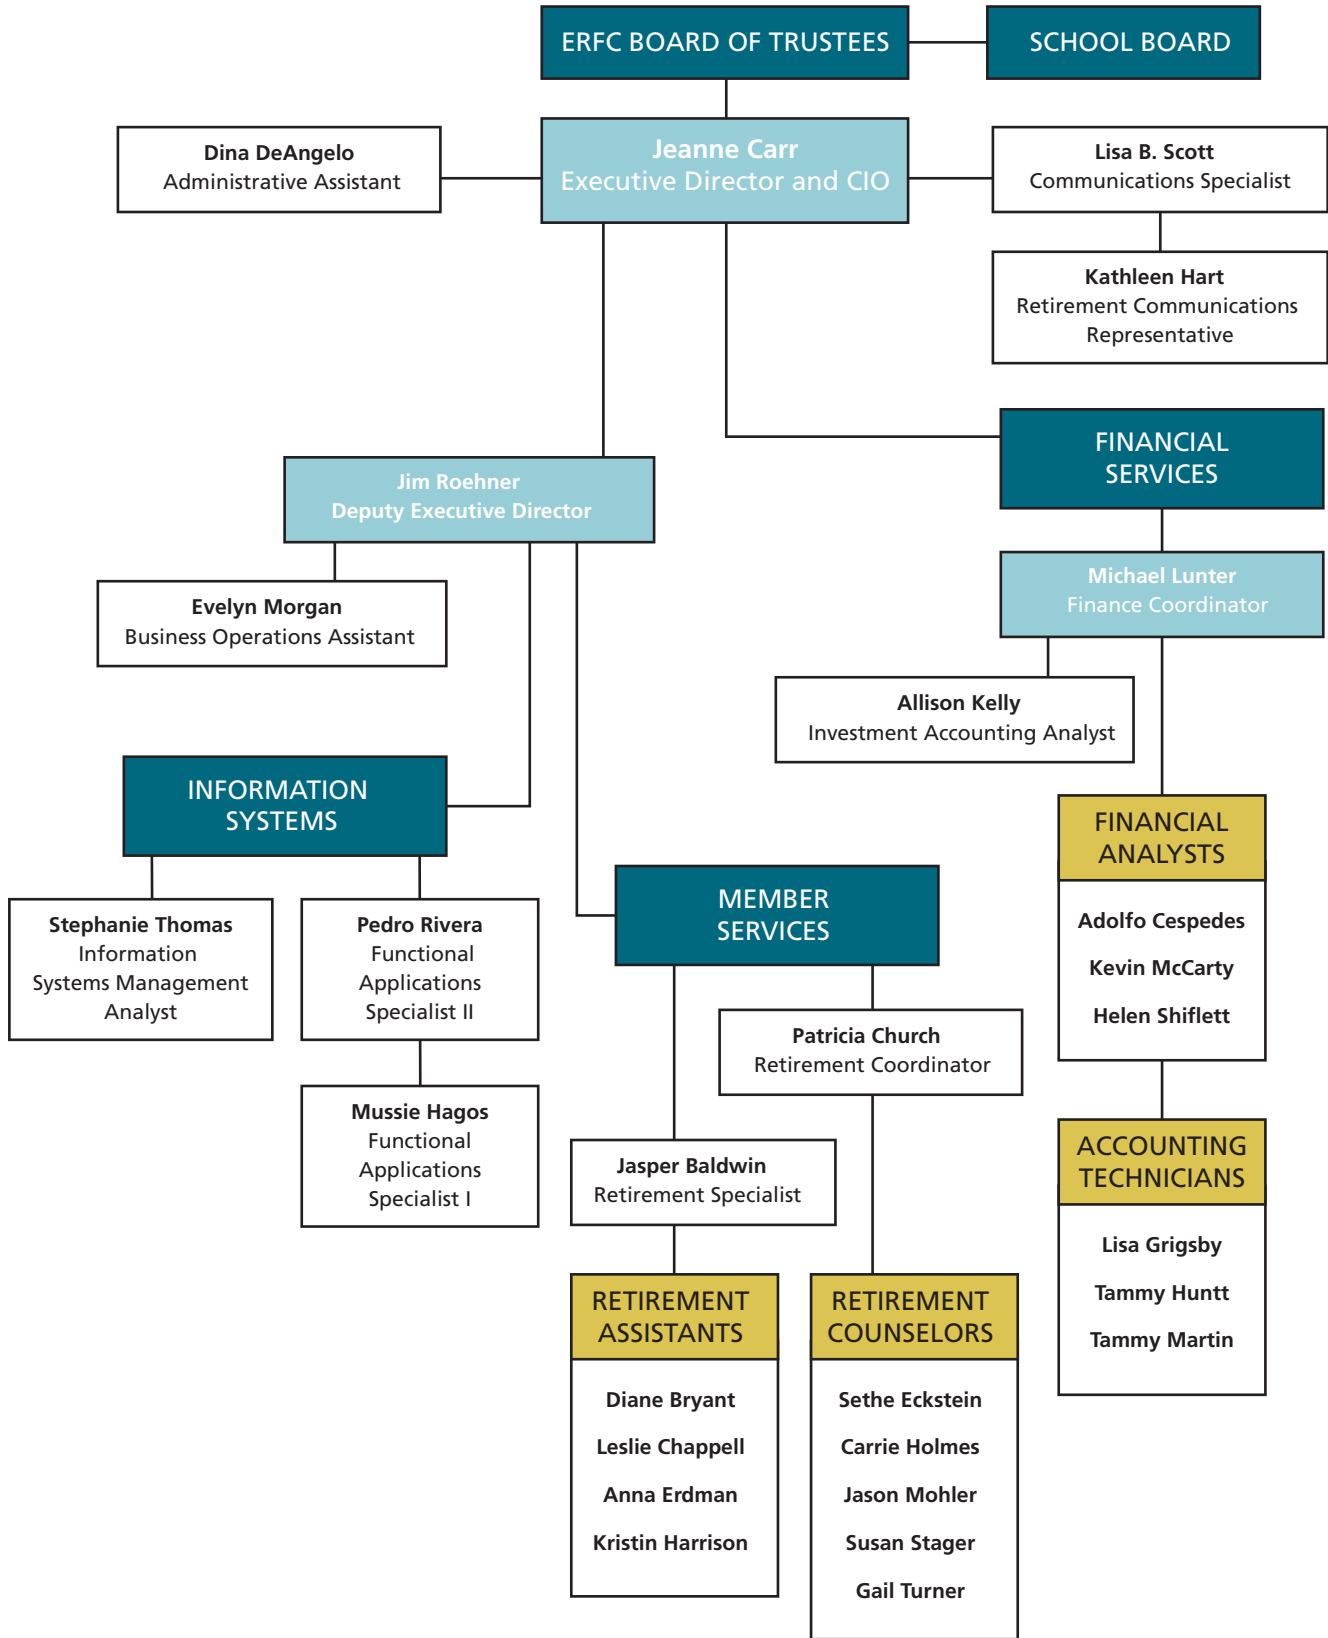 ERFC BOARD OF TRUSTEES
SCHOOL BOARD
Dina DeAngelo
Administrative Assistant
Jeanne Carr
Executive Director and CIO
Lisa B. Scott
Communications Specialist
Kathleen Hart
Retirement Communications
Representative
FINANCIAL
SERVICES
Jim Roehner
Deputy Executive Director
Michael Lunter
Finance Coordinator
Evelyn Morgan
Business Operations Assistant
Allison Kelly
Investment Accounting Analyst
INFORMATION
SYSTEMS
FINANCIAL
ANALYSTS
Adolfo Cespedes
Kevin McCarty
Helen Shiflett
MEMBER
SERVICES
Stephanie Thomas
Information
Systems Management
Analyst
Pedro Rivera
Functional
Applications
Specialist II
Patricia Church
Retirement Coordinator
Mussie Hagos
Functional
Applications
Specialist I
Jasper Baldwin
Retirement Specialist
ACCOUNTING
TECHNICIANS
Lisa Grigsby
Tammy Huntt
Tammy Martin
RETIREMENT
ASSISTANTS
Diane Bryant
Leslie Chappell
Anna Erdman
Kristin Harrison
RETIREMENT
COUNSELORS
Sethe Eckstein
Carrie Holmes
Jason Mohler
Susan Stager
Gail Turner